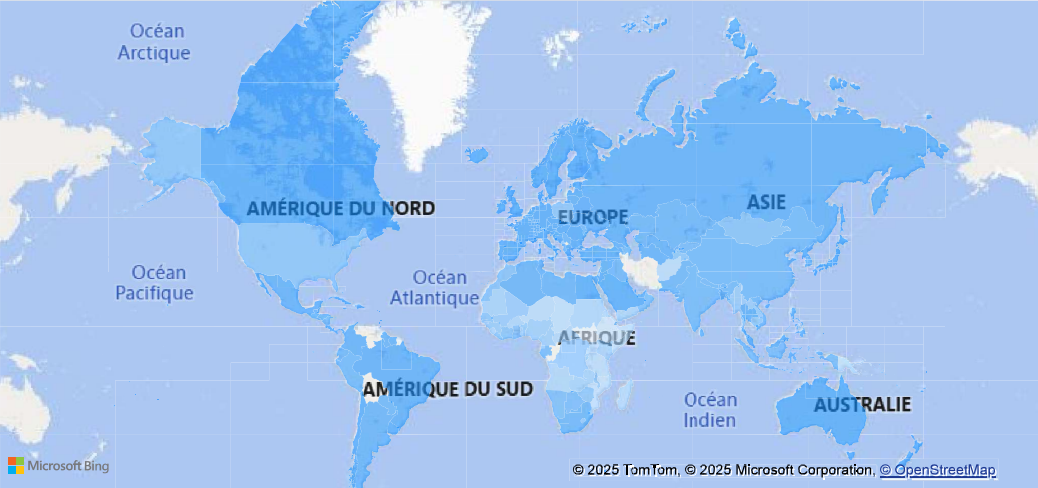 Océan
Arctique
AMÉRIQUE DU NORD
EUROPE
ASIE
Océan
Pacifique
Océan
Atlantique
AFRIQUE
AMÉRIQUE DU SUD
Océan
Indien
AUSTRALIE
Microsoft Bing
© 2025 TomTom, © 2025 Microsoft Corporation, © OpenStreetMap